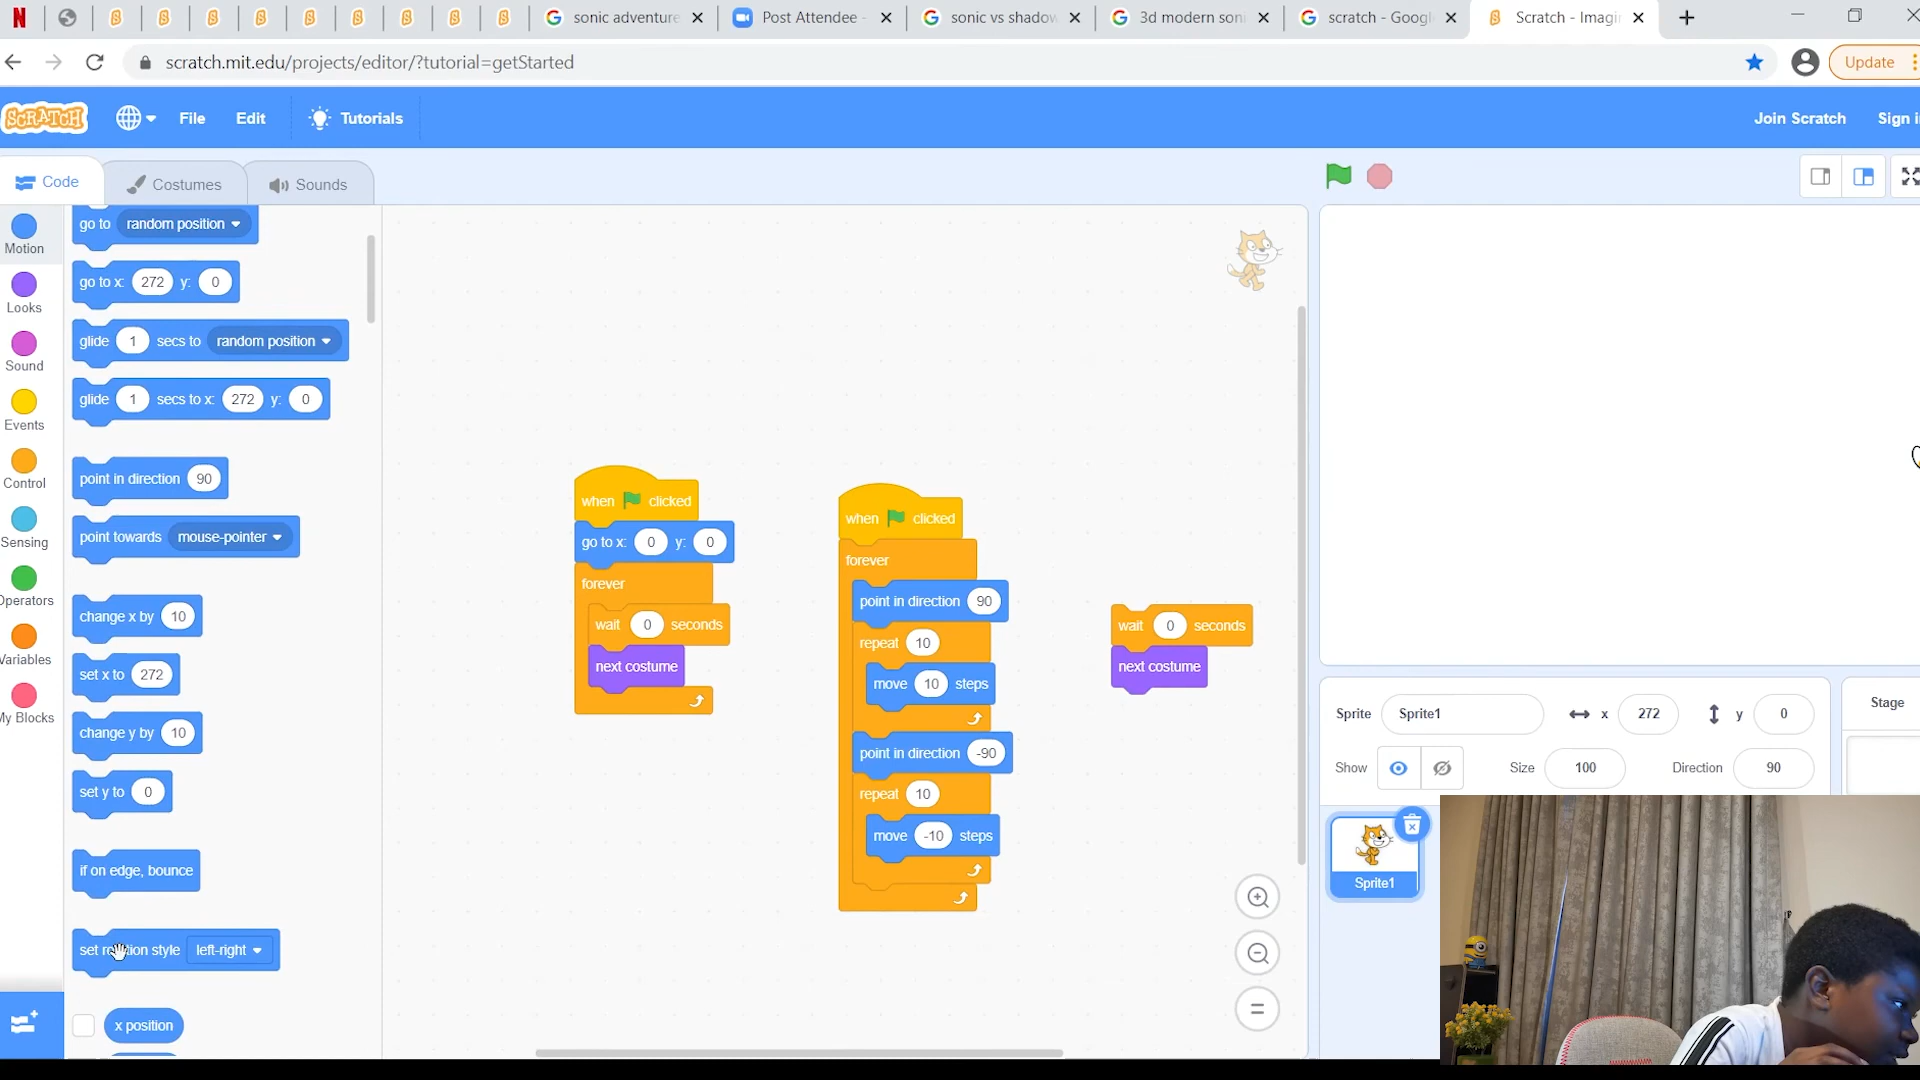 sonic adventure
Post Attendee -
sonic vs shadow
3d modern soni
scratch - Google
Scratch - Imagi
scratch.mit.edu/projects/editor/?tutorial=getStarted
Update
SCRATCH
File
Edit
Tutorials
Join Scratch
Sign i
Code
Costumes
Sounds
Motion
Looks
Sound
Events
Control
Sensing
Operators
Variables
My Blocks
go to random position
go to x: 272 y: 0
glide 1 secs to random position
glide 1 secs to x: 272 y: 0
point in direction 90
point towards mouse-pointer
change x by 10
set x to 272
change y by 10
set y to 0
if on edge, bounce
set rotation style left-right
x position
when clicked
go to x: 0 y: 0
forever
wait 0 seconds
next costume
when clicked
forever
point in direction 90
repeat 10
move 10 steps
point in direction -90
repeat 10
move -10 steps
wait 0 seconds
next costume
Sprite Sprite1 x 272 y 0
Show Size 100 Direction 90
Stage
Sprite1